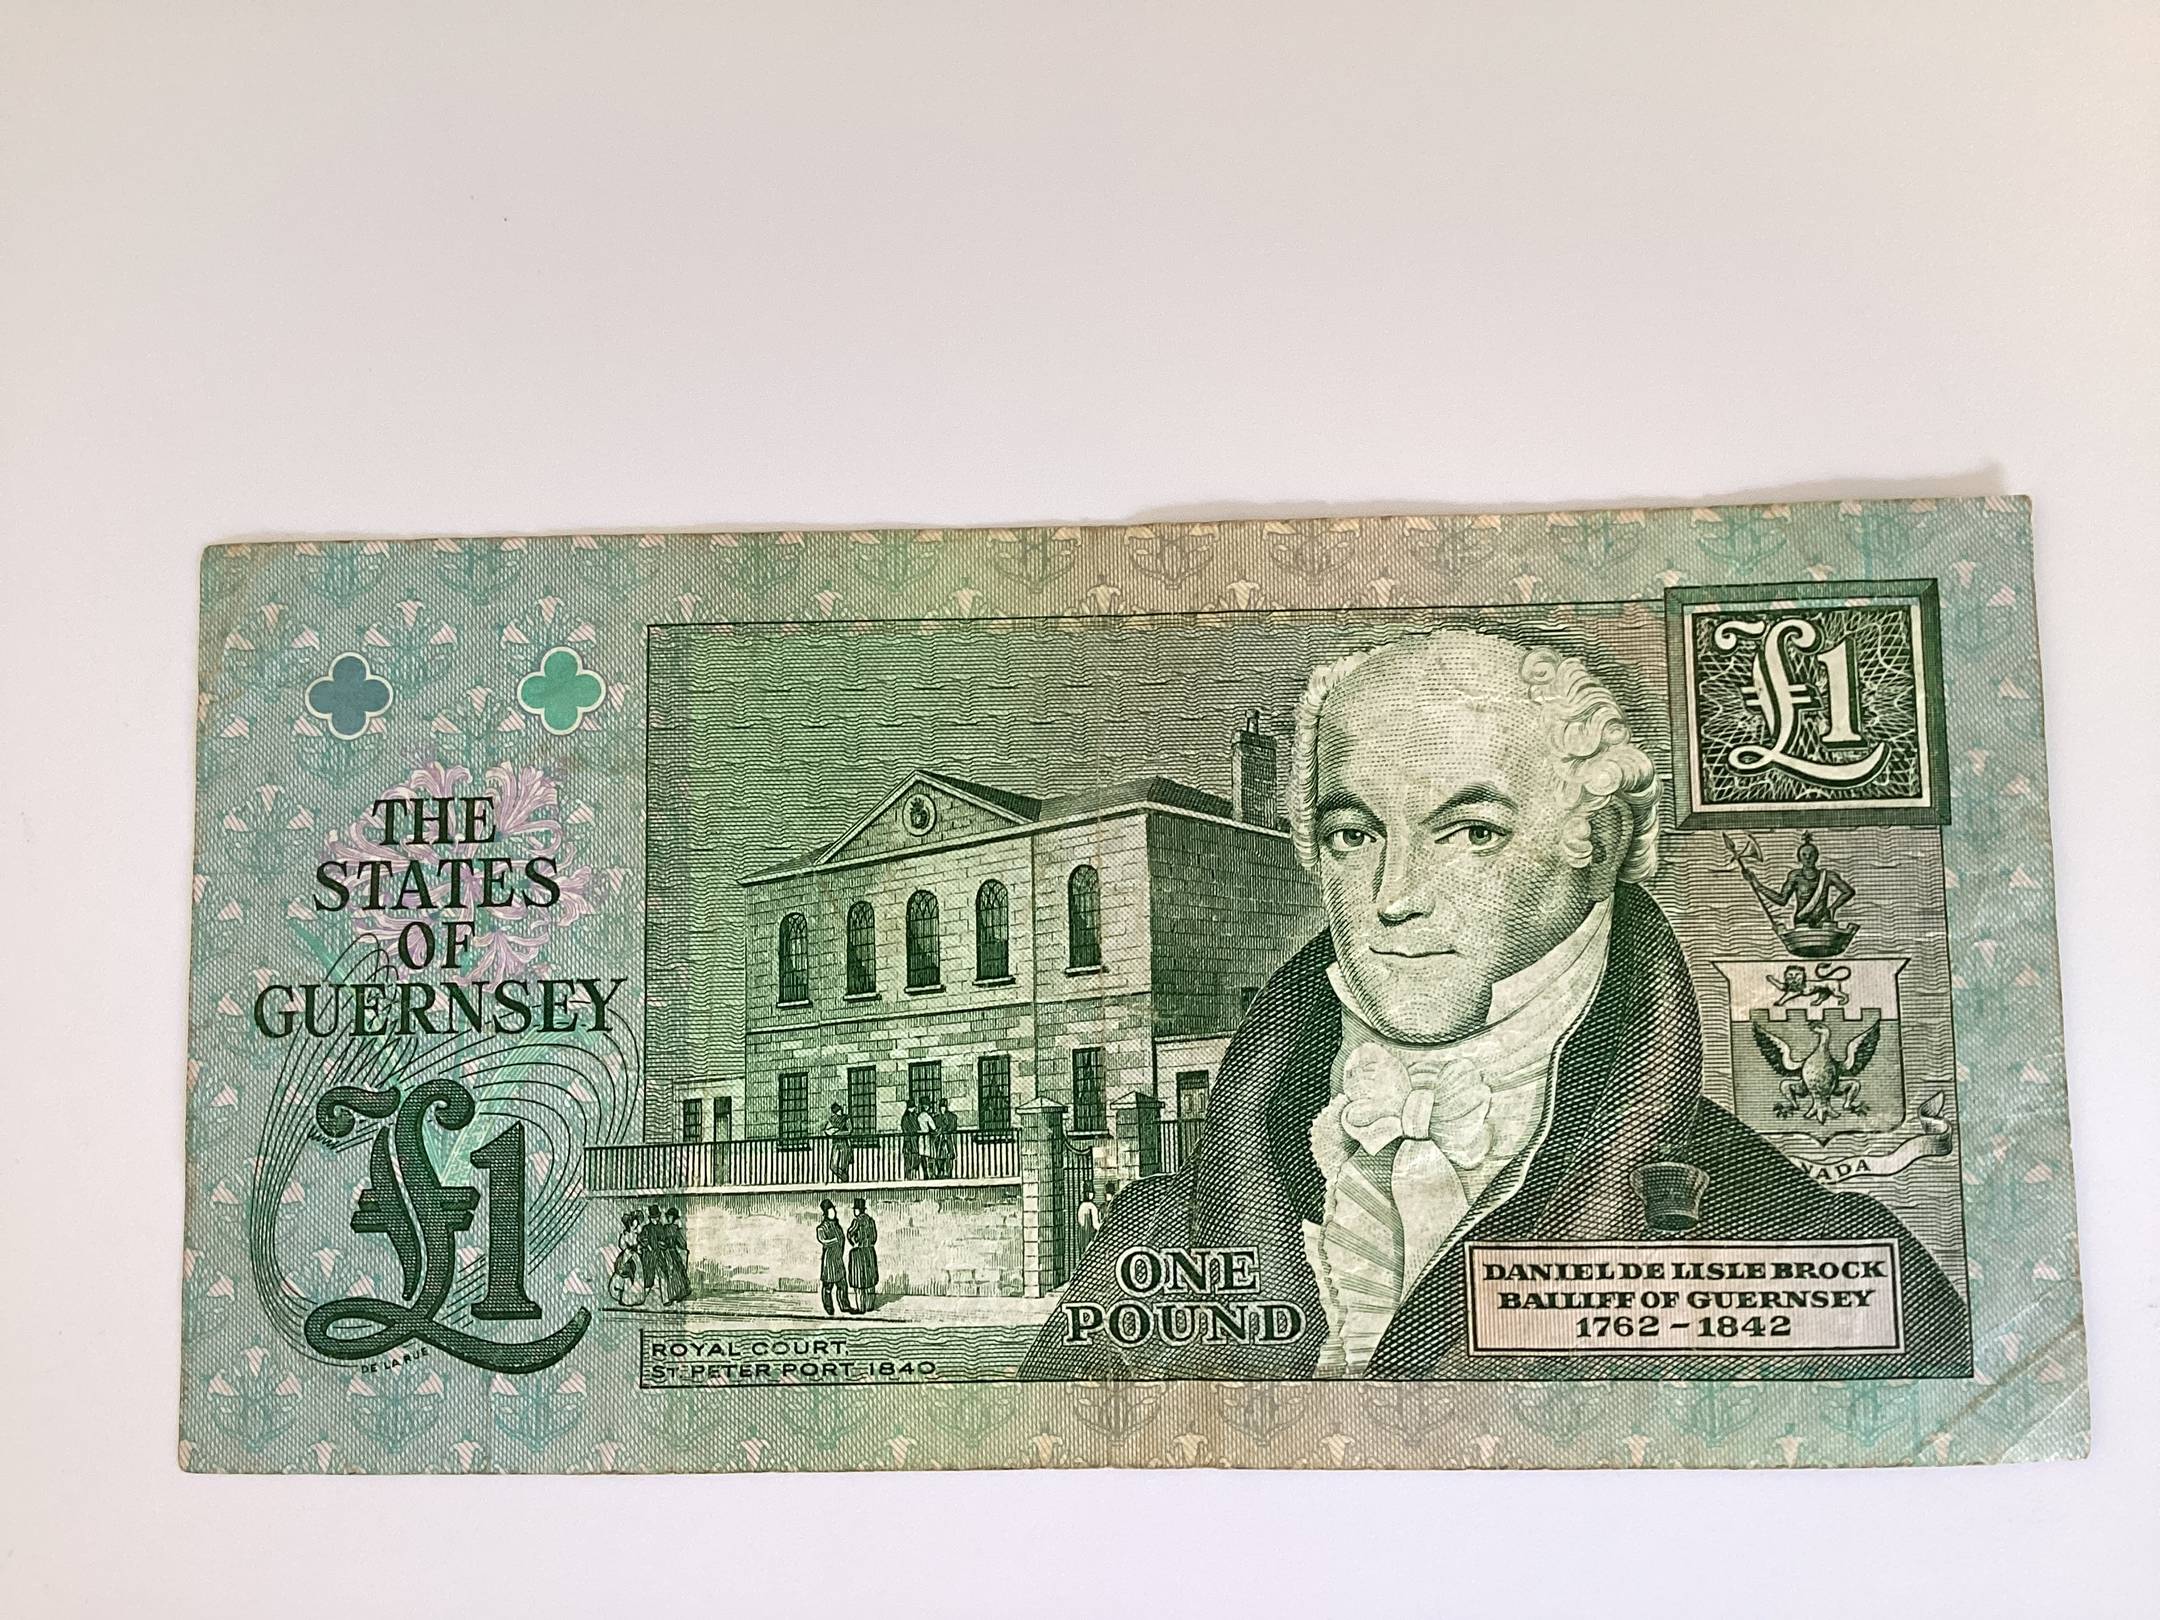 THE
STATES
OF
GUERNSEY
£1
DE LA RUE
ROYAL COURT,
ST PETER PORT 1840
ONE
POUND
£1
VADA
DANIEL DE LISLE BROCK
BAILIFF OF GUERNSEY
1762-1842